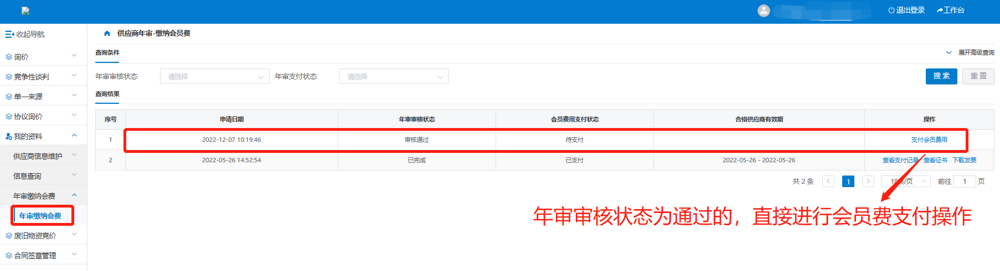 退出登录 工作台
收起导航
供应商年审-缴纳会员费
查询条件 展开高级查询
询价
竞争性谈判
单一来源
协议询价
我的资料
供应商信息维护
信息查询
年审缴纳会费
年审缴纳会费
废旧物资竞价
合同签章管理
年审审核状态 请选择 年审支付状态 请选择 搜 索 重 置
查询结果
序号 申请日期 年审审核状态 会员费用支付状态 合格供应商有效期 操作
1 2022-12-07 10:19:46 审核通过 待支付 支付会员费用
2 2022-05-26 14:52:54 已完成 已支付 2022-05-26 - 2022-05-26 查看支付记录 查看证书 下载发票
共 2 条 1 10条/页 前往 1 页
年审审核状态为通过的，直接进行会员费支付操作